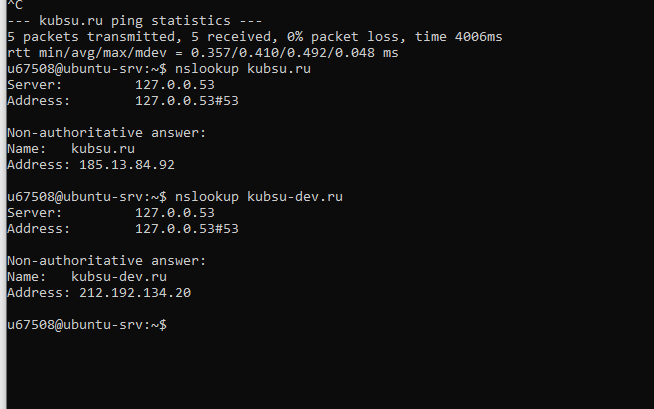 ^C
--- kubsu.ru ping statistics ---
5 packets transmitted, 5 received, 0% packet loss, time 4006ms
rtt min/avg/max/mdev = 0.357/0.410/0.492/0.048 ms
u67508@ubuntu-srv:~$ nslookup kubsu.ru
Server:         127.0.0.53
Address:        127.0.0.53#53

Non-authoritative answer:
Name:   kubsu.ru
Address: 185.13.84.92

u67508@ubuntu-srv:~$ nslookup kubsu-dev.ru
Server:         127.0.0.53
Address:        127.0.0.53#53

Non-authoritative answer:
Name:   kubsu-dev.ru
Address: 212.192.134.20

u67508@ubuntu-srv:~$